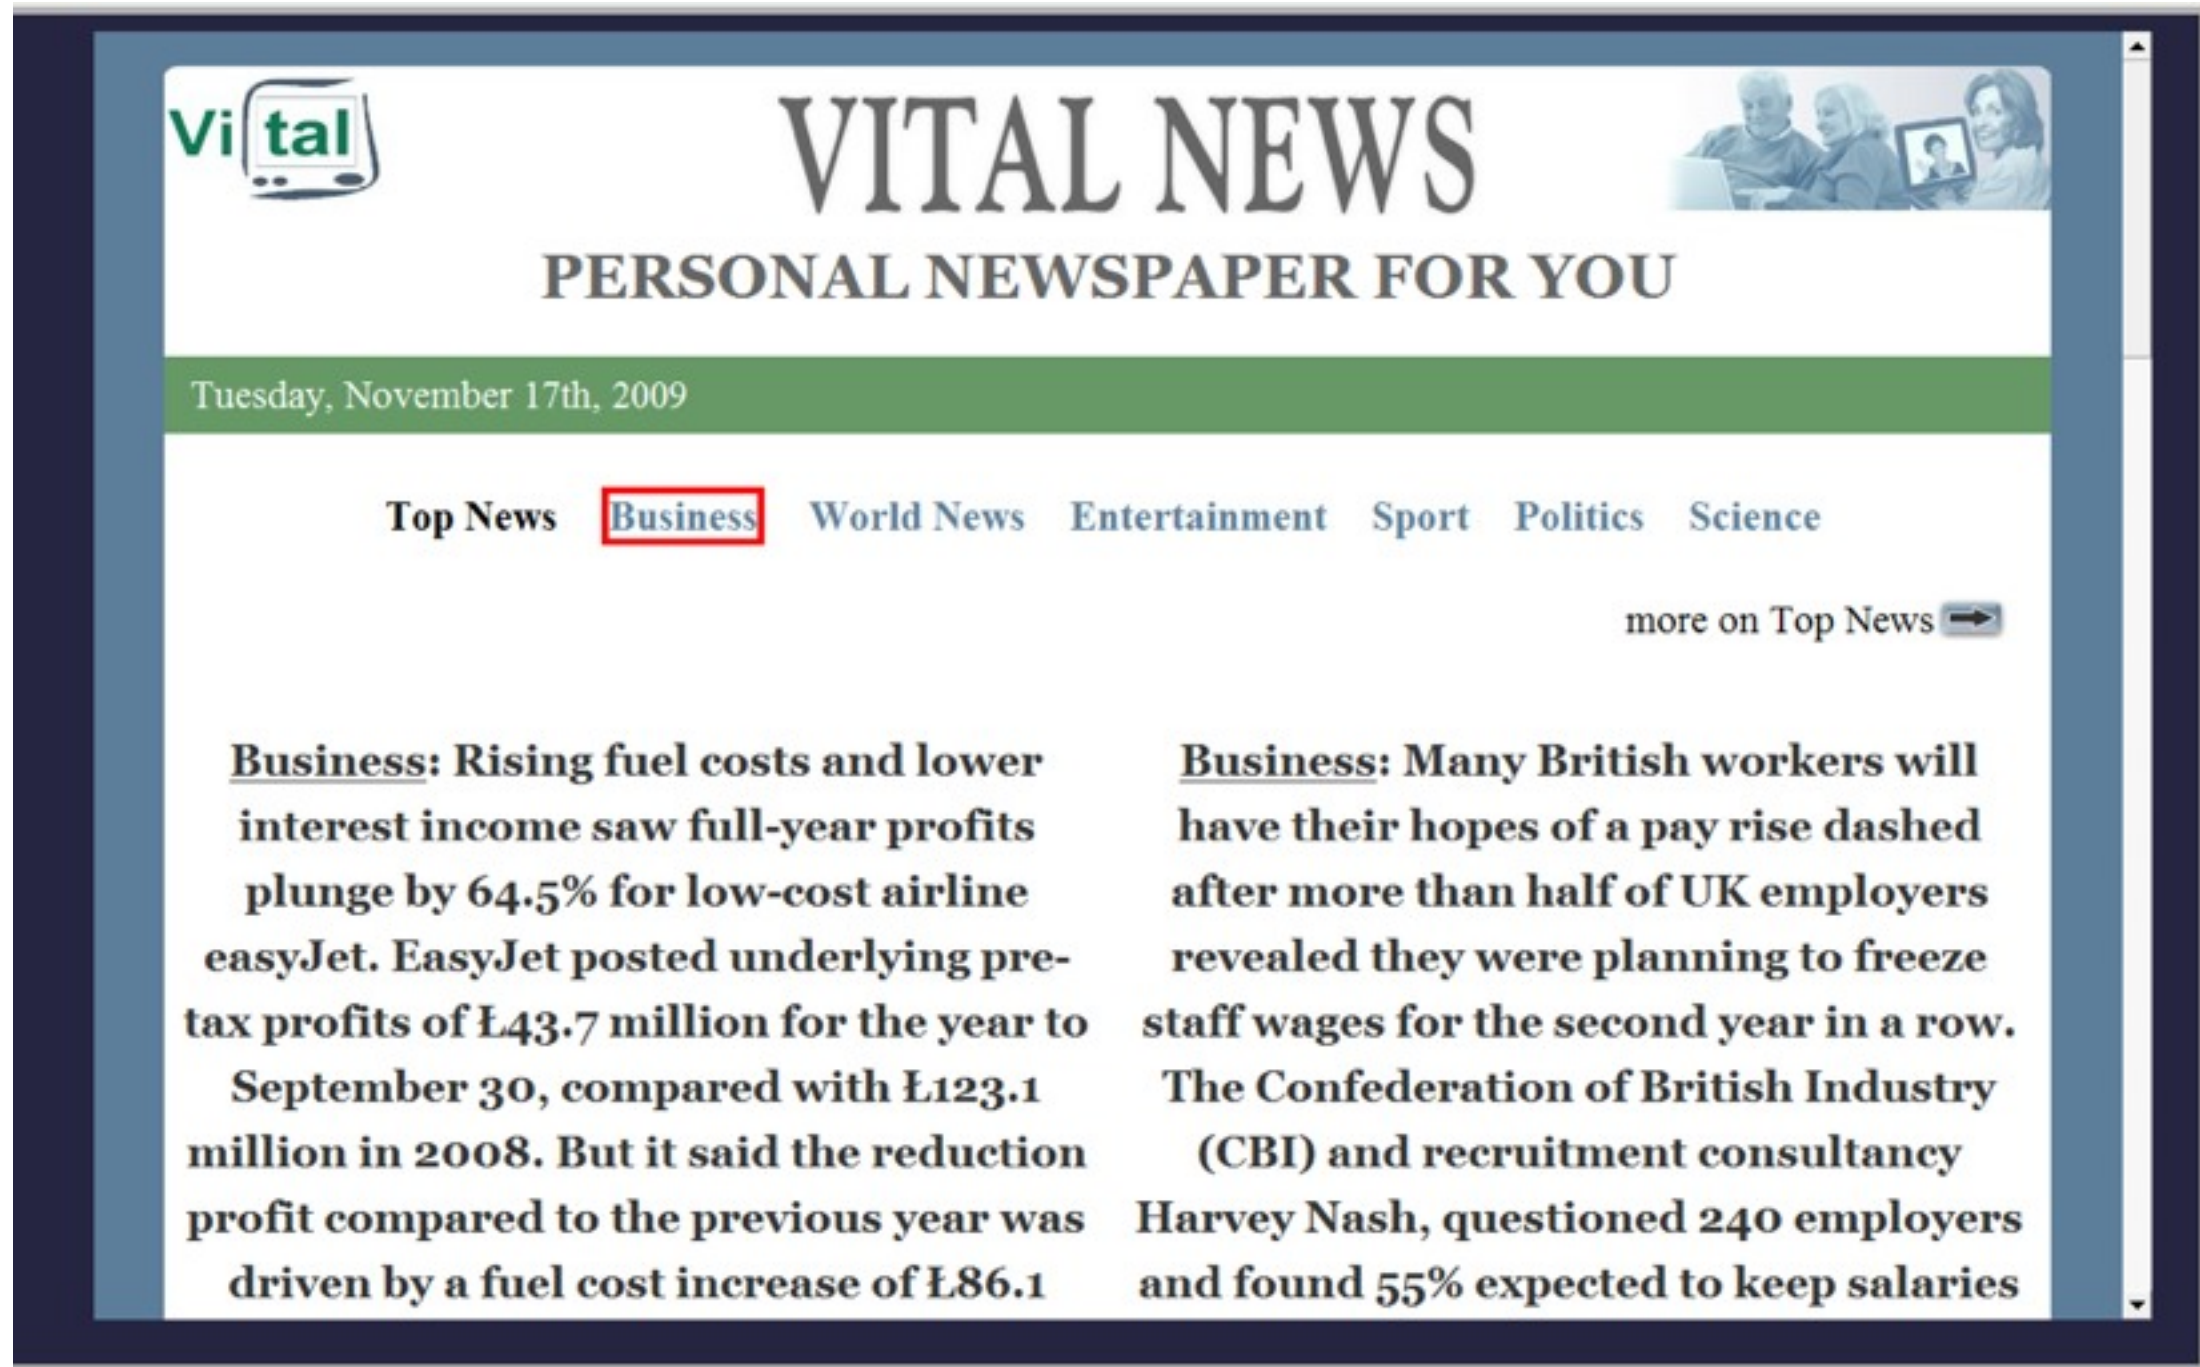 Vital
VITAL NEWS
PERSONAL NEWSPAPER FOR YOU
Tuesday, November 17th, 2009
Top News Business World News Entertainment Sport Politics Science
more on Top News
Business: Rising fuel costs and lower
interest income saw full-year profits
plunge by 64.5% for low-cost airline
easyJet. EasyJet posted underlying pre-
tax profits of Ł43.7 million for the year to
September 30, compared with Ł123.1
million in 2008. But it said the reduction
profit compared to the previous year was
driven by a fuel cost increase of Ł86.1
Business: Many British workers will
have their hopes of a pay rise dashed
after more than half of UK employers
revealed they were planning to freeze
staff wages for the second year in a row.
The Confederation of British Industry
(CBI) and recruitment consultancy
Harvey Nash, questioned 240 employers
and found 55% expected to keep salaries